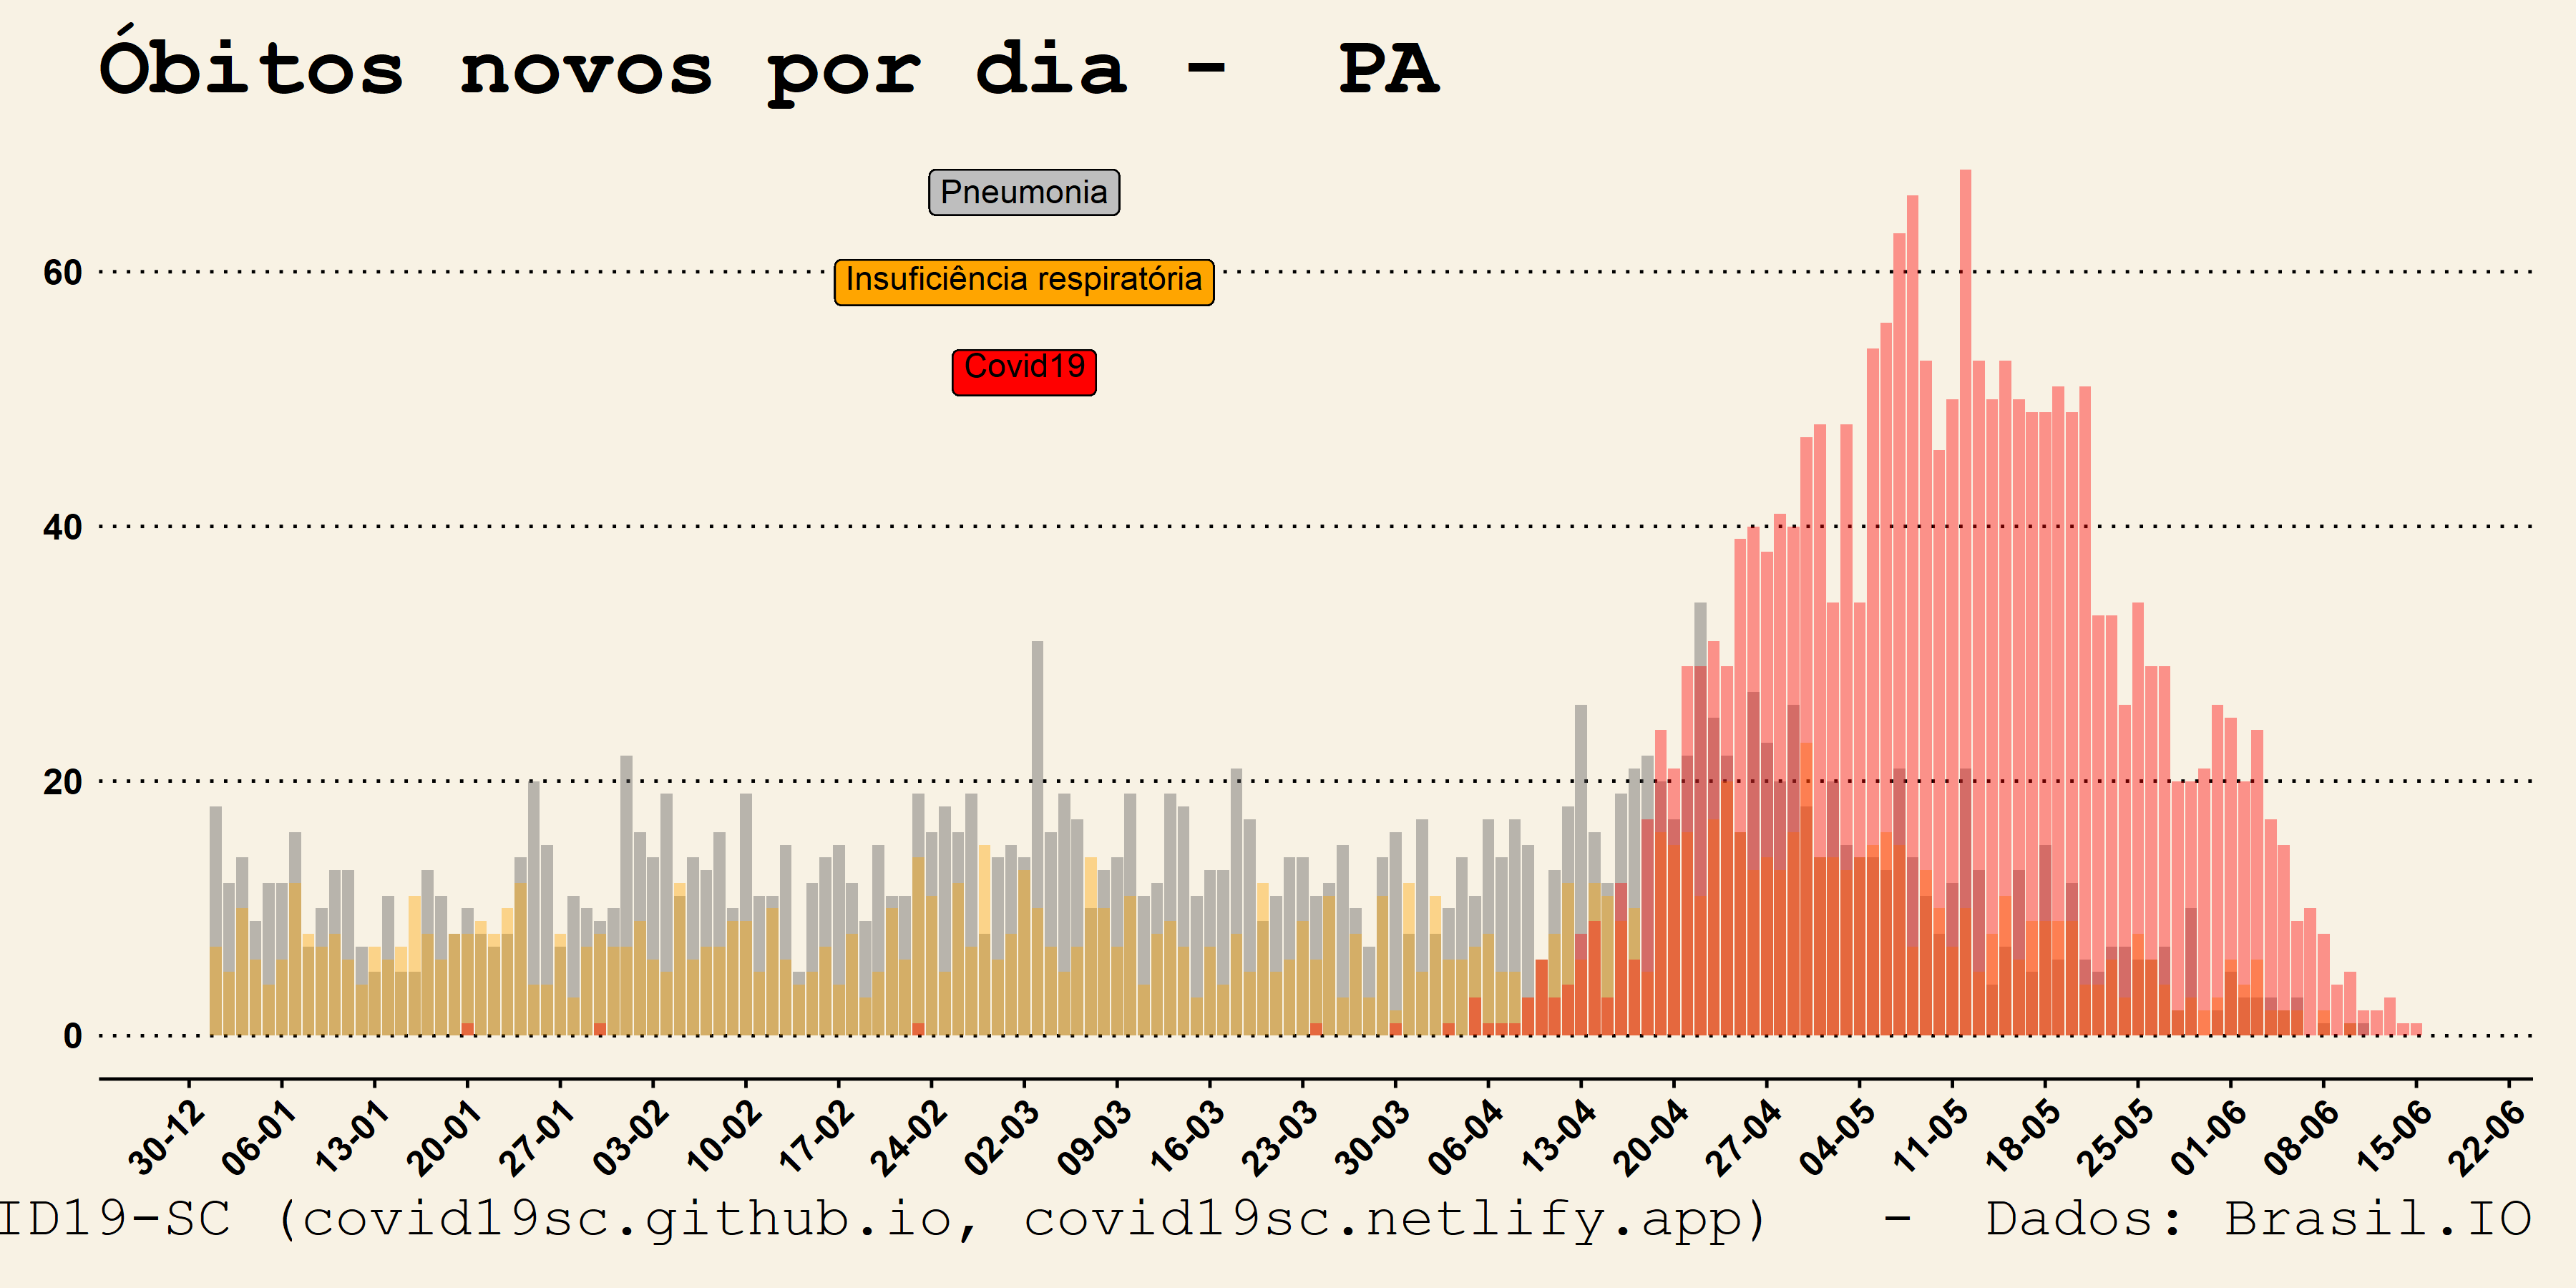 Óbitos novos por dia - PA
Pneumonia
60
Insuficiência respiratória
Covid19
40
20
0
30-12 06-01 13-01 20-01 27-01 03-02 10-02 17-02 24-02 02-03 09-03 16-03 23-03 30-03 06-04 13-04 20-04 27-04 04-05 11-05 18-05 25-05 01-06 08-06 15-06 22-06
ID19-SC (covid19sc.github.io, covid19sc.netlify.app) - Dados: Brasil.IO